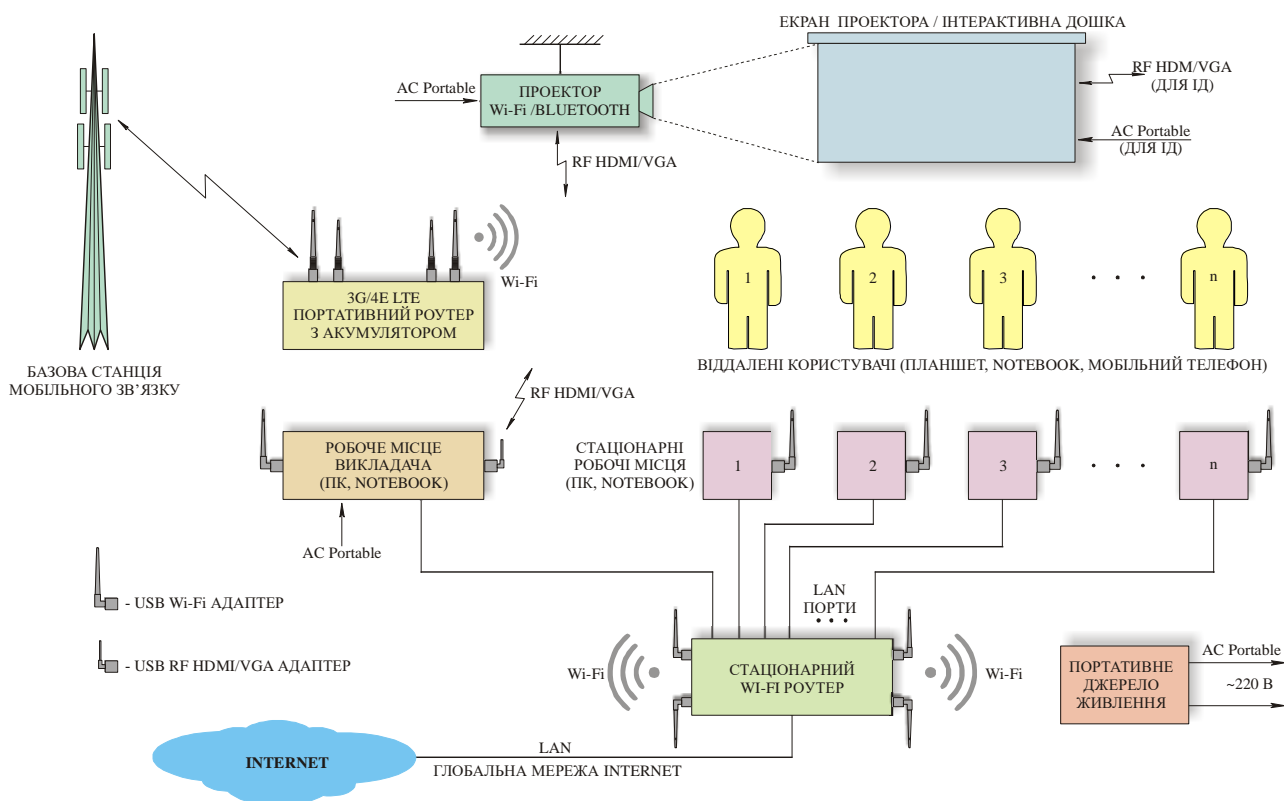 ЕКРАН ПРОЕКТОРА / ІНТЕРАКТИВНА ДОШКА
AC Portable
ПРОЕКТОР
Wi-Fi /BLUETOOTH
RF HDM/VGA
(ДЛЯ ІД)
AC Portable
(ДЛЯ ІД)
RF HDMI/VGA
Wi-Fi
3G/4E LTE
ПОРТАТИВНИЙ РОУТЕР
З АКУМУЛЯТОРОМ
1
2
3
. . .
n
БАЗОВА СТАНЦІЯ
МОБІЛЬНОГО ЗВ’ЯЗКУ
ВІДДАЛЕНІ КОРИСТУВАЧІ (ПЛАНШЕТ, NOTEBOOK, МОБІЛЬНИЙ ТЕЛЕФОН)
RF HDMI/VGA
РОБОЧЕ МІСЦЕ
ВИКЛАДАЧА
(ПК, NOTEBOOK)
СТАЦІОНАРНІ
РОБОЧІ МІСЦЯ
(ПК, NOTEBOOK)
1
2
3
. . .
n
AC Portable
- USB Wi-Fi АДАПТЕР
- USB RF HDMI/VGA АДАПТЕР
LAN
ПОРТИ
. . .
Wi-Fi
СТАЦІОНАРНИЙ
WI-FI РОУТЕР
Wi-Fi
ПОРТАТИВНЕ
ДЖЕРЕЛО
ЖИВЛЕННЯ
AC Portable
~220 В
INTERNET
LAN
ГЛОБАЛЬНА МЕРЕЖА INTERNET